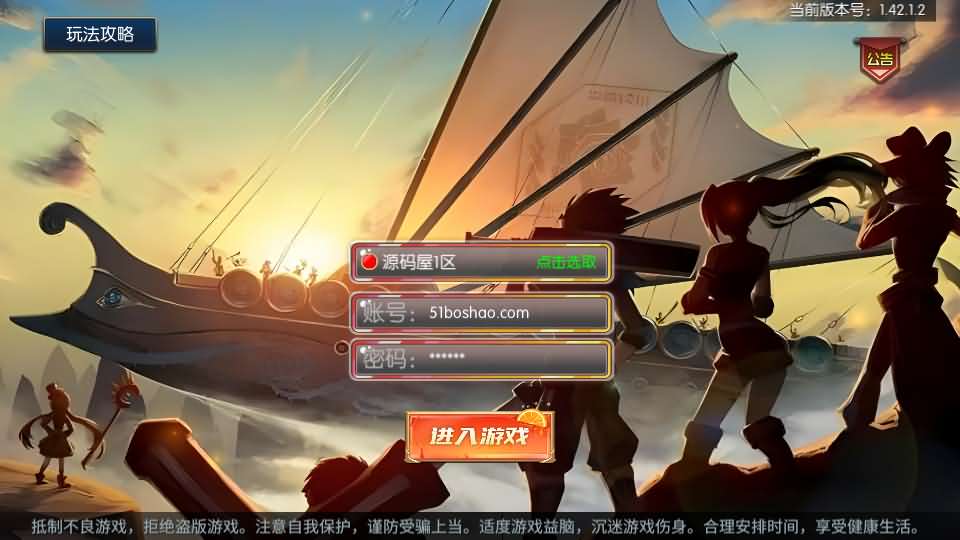 当前版本号：1.42.1.2
玩法攻略
公告
源码屋1区 点击选取
账号： 51boshao.com
密码： ******
进入游戏
抵制不良游戏，拒绝盗版游戏。注意自我保护，谨防受骗上当。适度游戏益脑，沉迷游戏伤身。合理安排时间，享受健康生活。